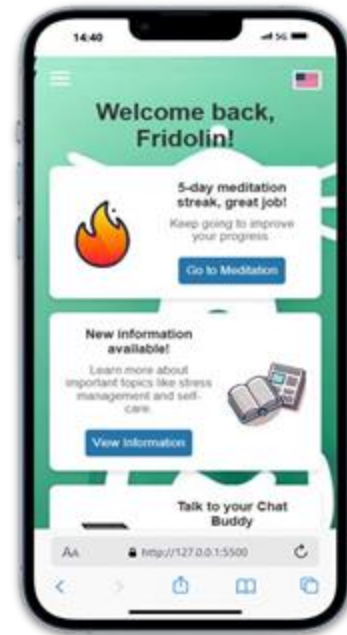 14:40
5G
Welcome back,
Fridolin!
5-day meditation
streak, great job!
Keep going to improve
your progress
Go to Meditation
New information
available!
Learn more about
important topics like stress
management and self-
care.
View Information
Talk to your Chat
Buddy
AA
http://127.0.0.1:5500